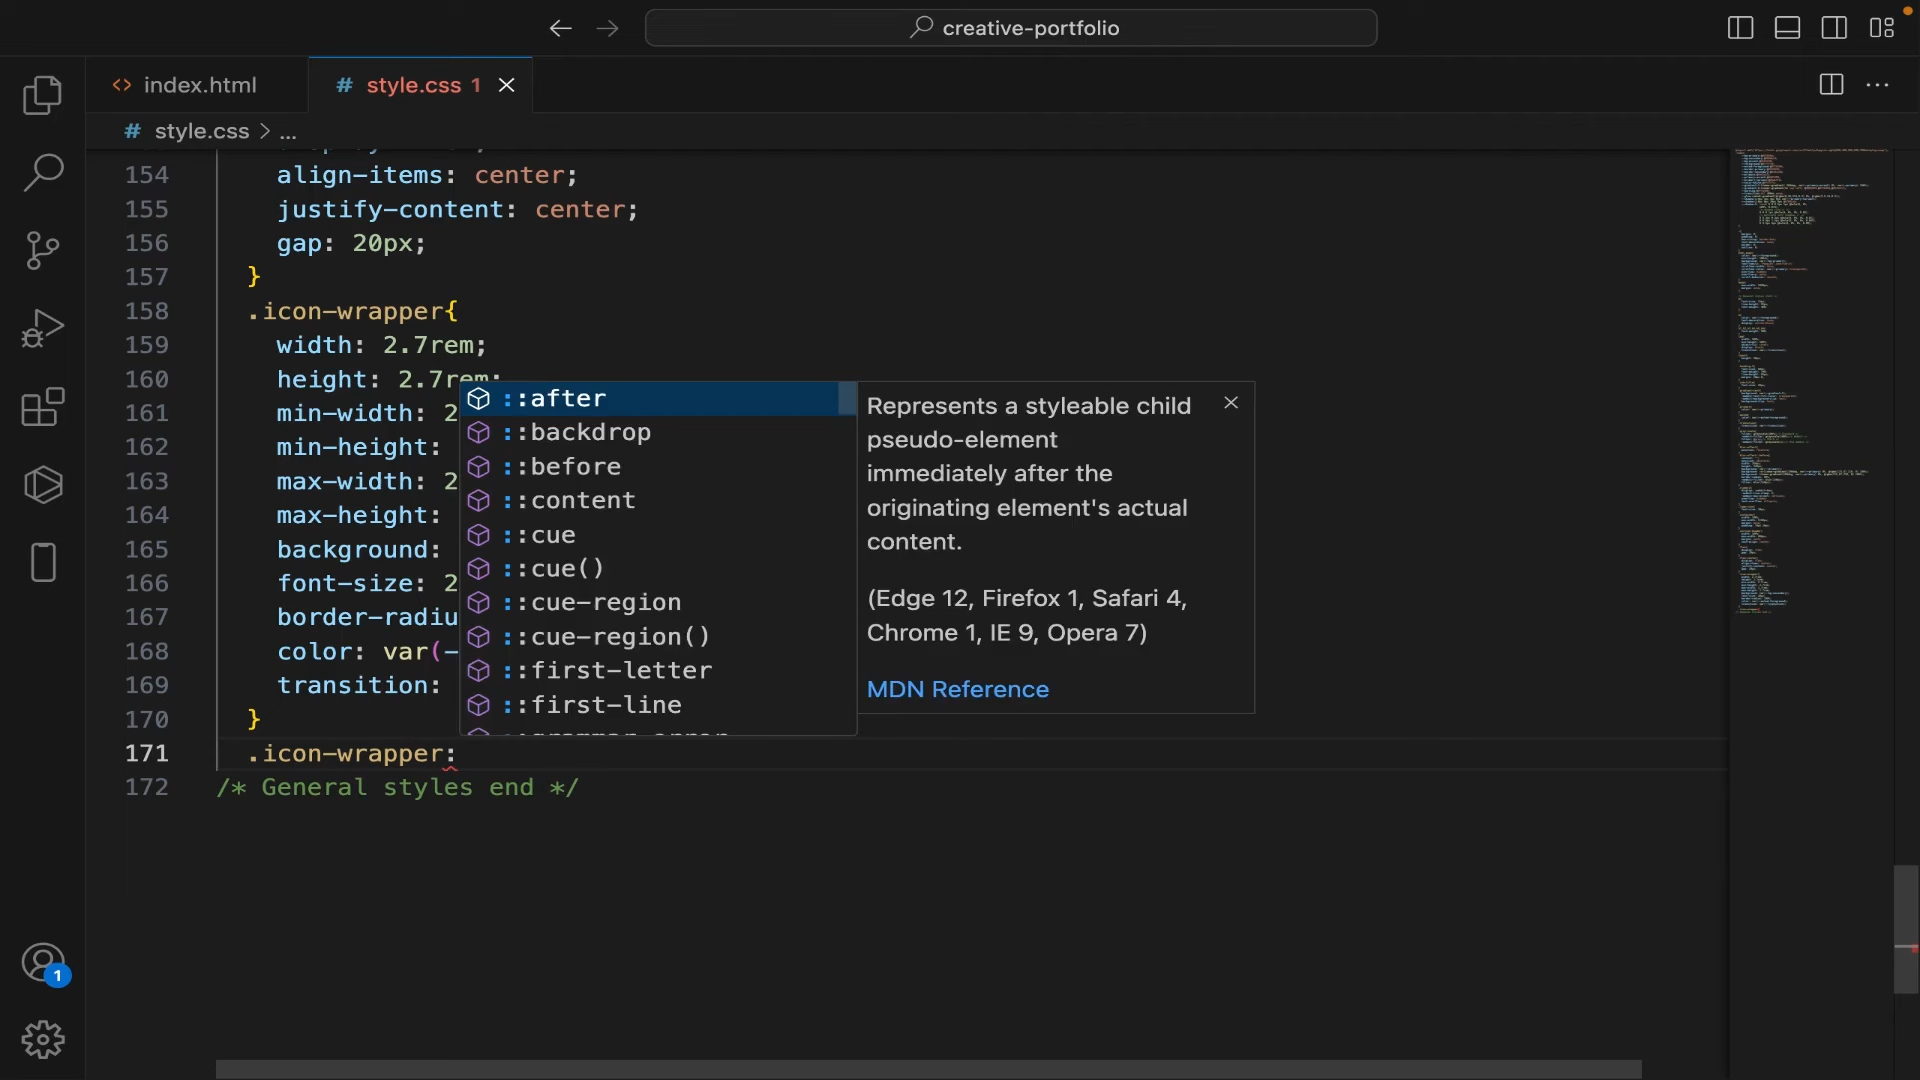 creative-portfolio
index.html
style.css 1
style.css > ...
154 align-items: center;
155 justify-content: center;
156 gap: 20px;
157 }
158 .icon-wrapper{
159 width: 2.7rem;
160 height: 2.7rem;
161 min-width: 2
162 min-height:
163 max-width: 2
164 max-height:
165 background:
166 font-size: 2
167 border-radiu
168 color: var(-
169 transition:
170 }
171 .icon-wrapper:
172 /* General styles end */
::after
::backdrop
::before
::content
::cue
::cue()
::cue-region
::cue-region()
::first-letter
::first-line
Represents a styleable child
pseudo-element
immediately after the
originating element's actual
content.
(Edge 12, Firefox 1, Safari 4,
Chrome 1, IE 9, Opera 7)
MDN Reference
1